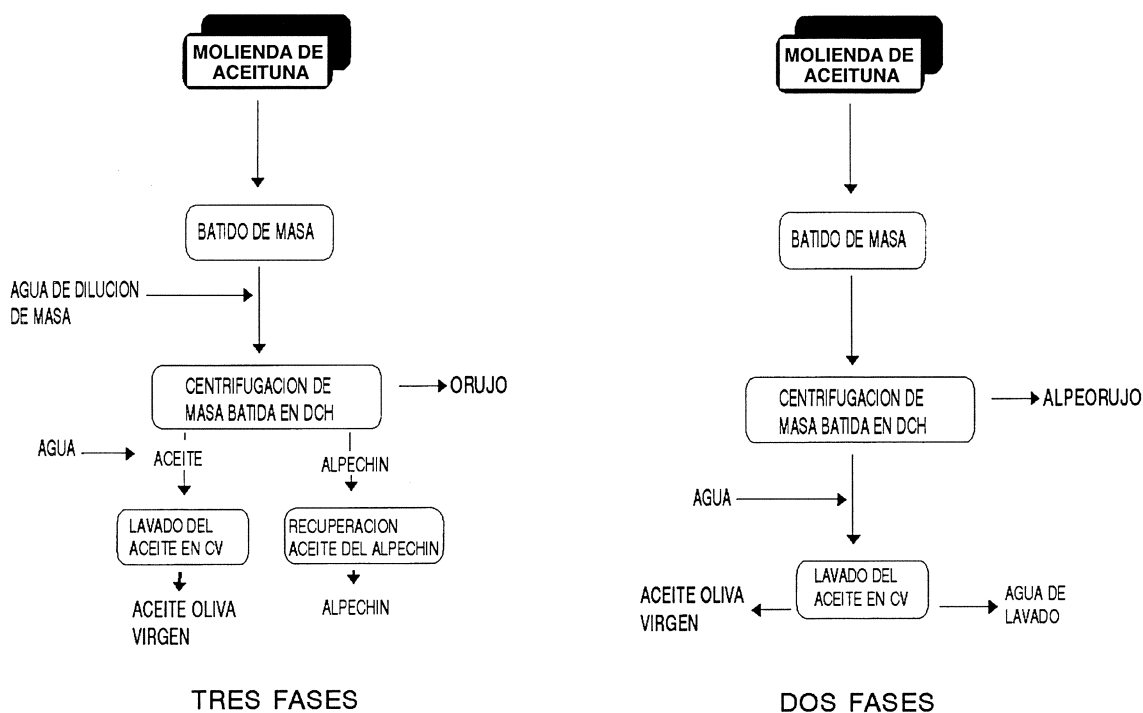 MOLIENDA DE
ACEITUNA
BATIDO DE MASA
AGUA DE DILUCION
DE MASA
CENTRIFUGACION DE
MASA BATIDA EN DCH
ORUJO
AGUA
ACEITE
ALPECHIN
LAVADO DEL
ACEITE EN CV
RECUPERACION
ACEITE DEL ALPECHIN
ACEITE OLIVA
VIRGEN
ALPECHIN
TRES FASES
MOLIENDA DE
ACEITUNA
BATIDO DE MASA
CENTRIFUGACION DE
MASA BATIDA EN DCH
ALPEORUJO
AGUA
LAVADO DEL
ACEITE EN CV
ACEITE OLIVA
VIRGEN
AGUA DE
LAVADO
DOS FASES